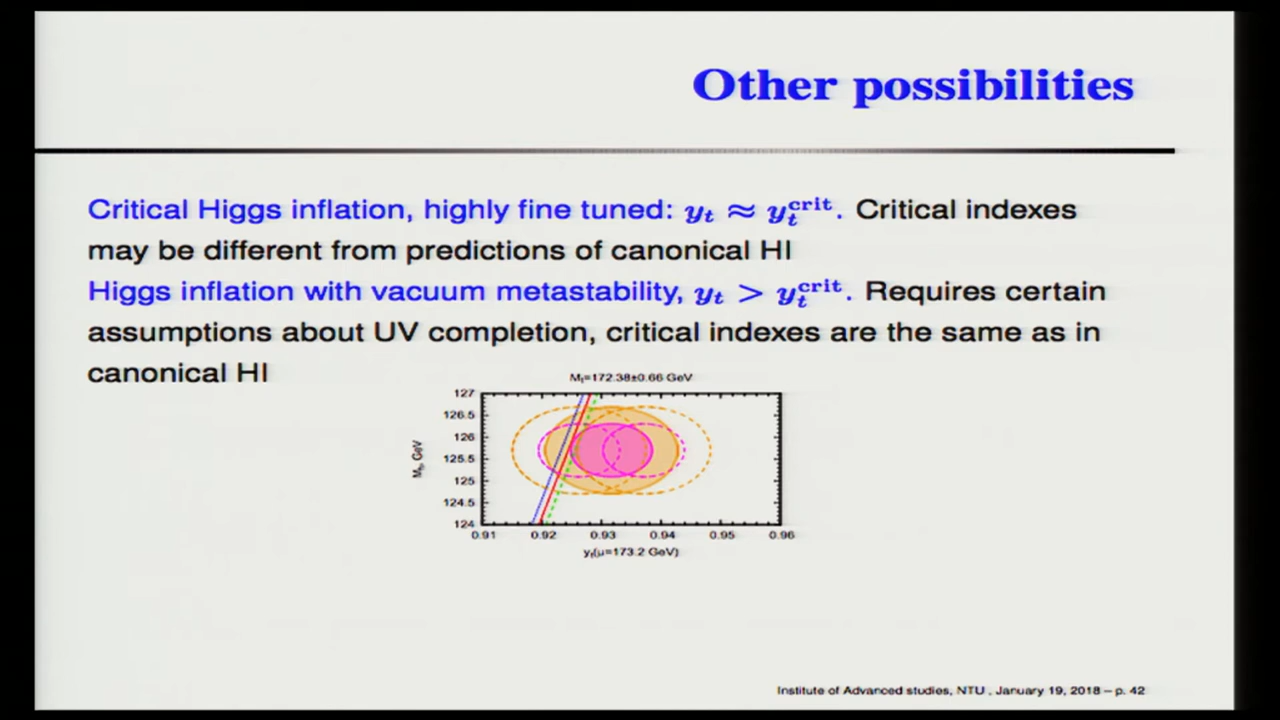 Other possibilities
Critical Higgs inflation, highly fine tuned: yₜ ≈ yₜᶜʳⁱᵗ. Critical indexes
may be different from predictions of canonical HI
Higgs inflation with vacuum metastability, yₜ > yₜᶜʳⁱᵗ. Requires certain
assumptions about UV completion, critical indexes are the same as in
canonical HI
Mₜ=172.38±0.66 GeV
127
126.5
126
125.5
125
124.5
124
Mₕ, GeV
0.91 0.92 0.93 0.94 0.95 0.96
yₜ(μ=173.2 GeV)
Institute of Advanced studies, NTU , January 19, 2018 – p. 42